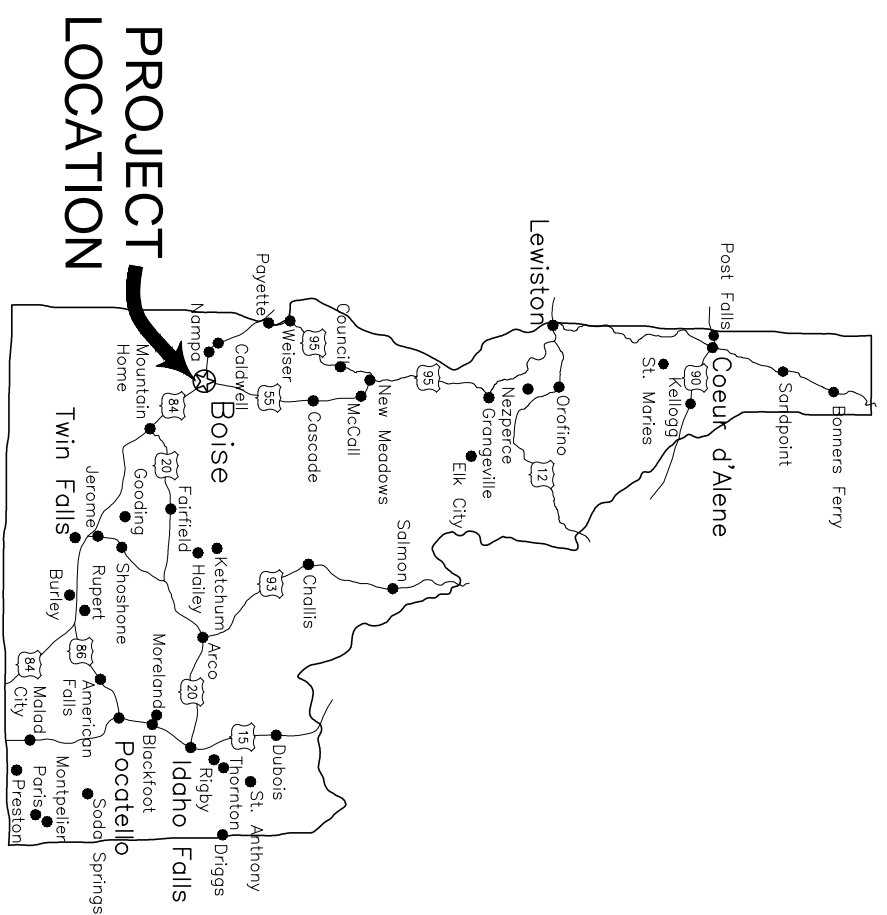 Bonners Ferry
Sandpoint
Post Falls
Coeur d'Alene
90
Kellogg
St. Maries
Lewiston
Orofino
12
Nezperce
Grangeville
Elk City
95
New Meadows
McCall
Council
95
Weiser
Payette
55
Cascade
Salmon
Challis
93
Caldwell
Nampa
Boise
84
Mountain
Home
20
Fairfield
Gooding
Ketchum
Hailey
Arco
20
Dubois
15
St. Anthony
Thornton
Rigby
Driggs
Idaho Falls
Moreland
Blackfoot
Pocatello
Shoshone
Jerome
Twin Falls
Rupert
Burley
86
American
Falls
84
Malad
City
Soda Springs
Montpelier
Paris
Preston
PROJECT
LOCATION